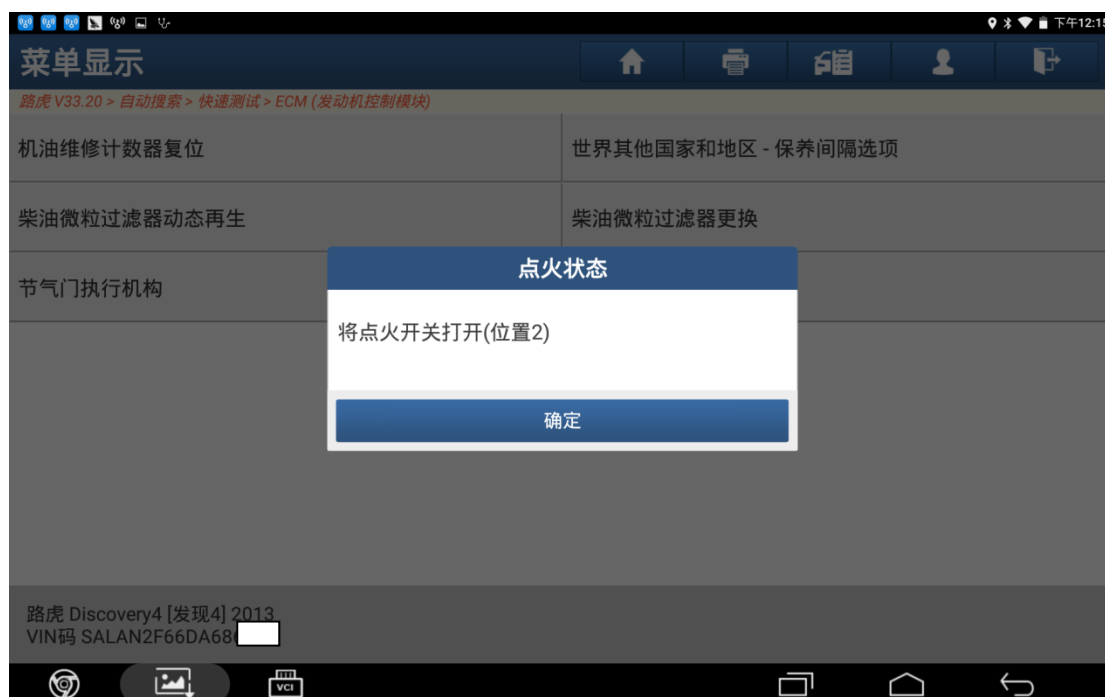 下午12:15
菜单显示
路虎 V33.20 > 自动搜索 > 快速测试 > ECM (发动机控制模块)
机油维修计数器复位
世界其他国家和地区 - 保养间隔选项
柴油微粒过滤器动态再生
柴油微粒过滤器更换
节气门执行机构
点火状态
将点火开关打开(位置2)
确定
路虎 Discovery4 [发现4] 2013
VIN码 SALAN2F66DA68
VCI